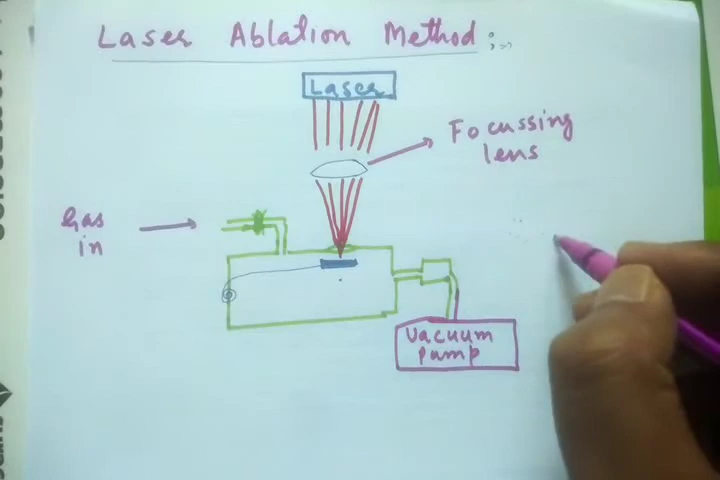 Laser Ablation Method :-
Laser
Focussing
lens
Gas
in
Vacuum
pump